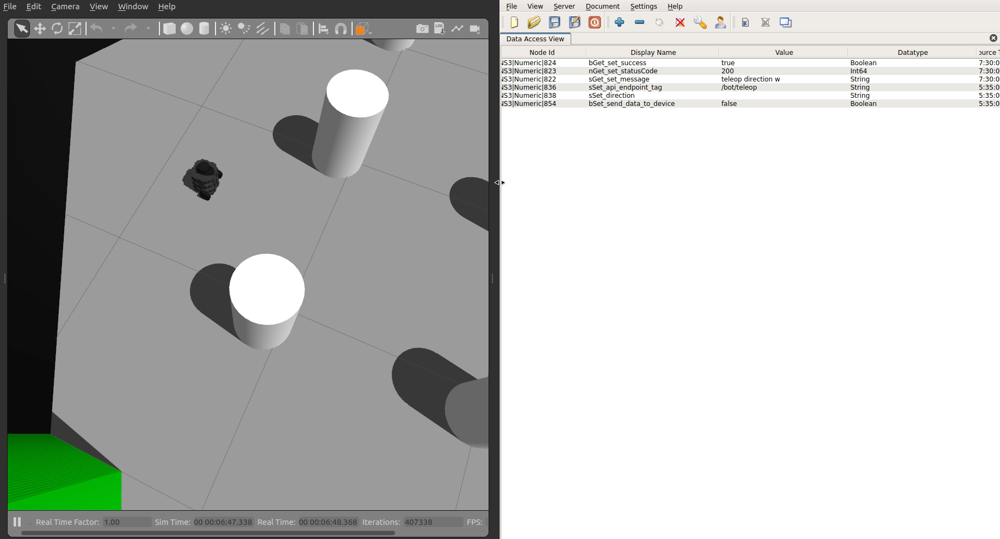 File Edit Camera View Window Help
LOG
Real Time Factor: 1.00 Sim Time: 00 00:06:47.338 Real Time: 00 00:06:48.368 Iterations: 407338 FPS:
File View Server Document Settings Help
Data Access View
Node Id Display Name Value Datatype ource T
NS3|Numeric|824 bGet_set_success true Boolean 7:30:0
NS3|Numeric|823 nGet_set_statusCode 200 Int64 7:30:0
NS3|Numeric|822 sGet_set_message teleop direction w String 7:30:0
NS3|Numeric|836 sSet_api_endpoint_tag /bot/teleop String 5:35:0
NS3|Numeric|838 sSet_direction String 5:35:0
NS3|Numeric|854 bSet_send_data_to_device false Boolean 5:35:0